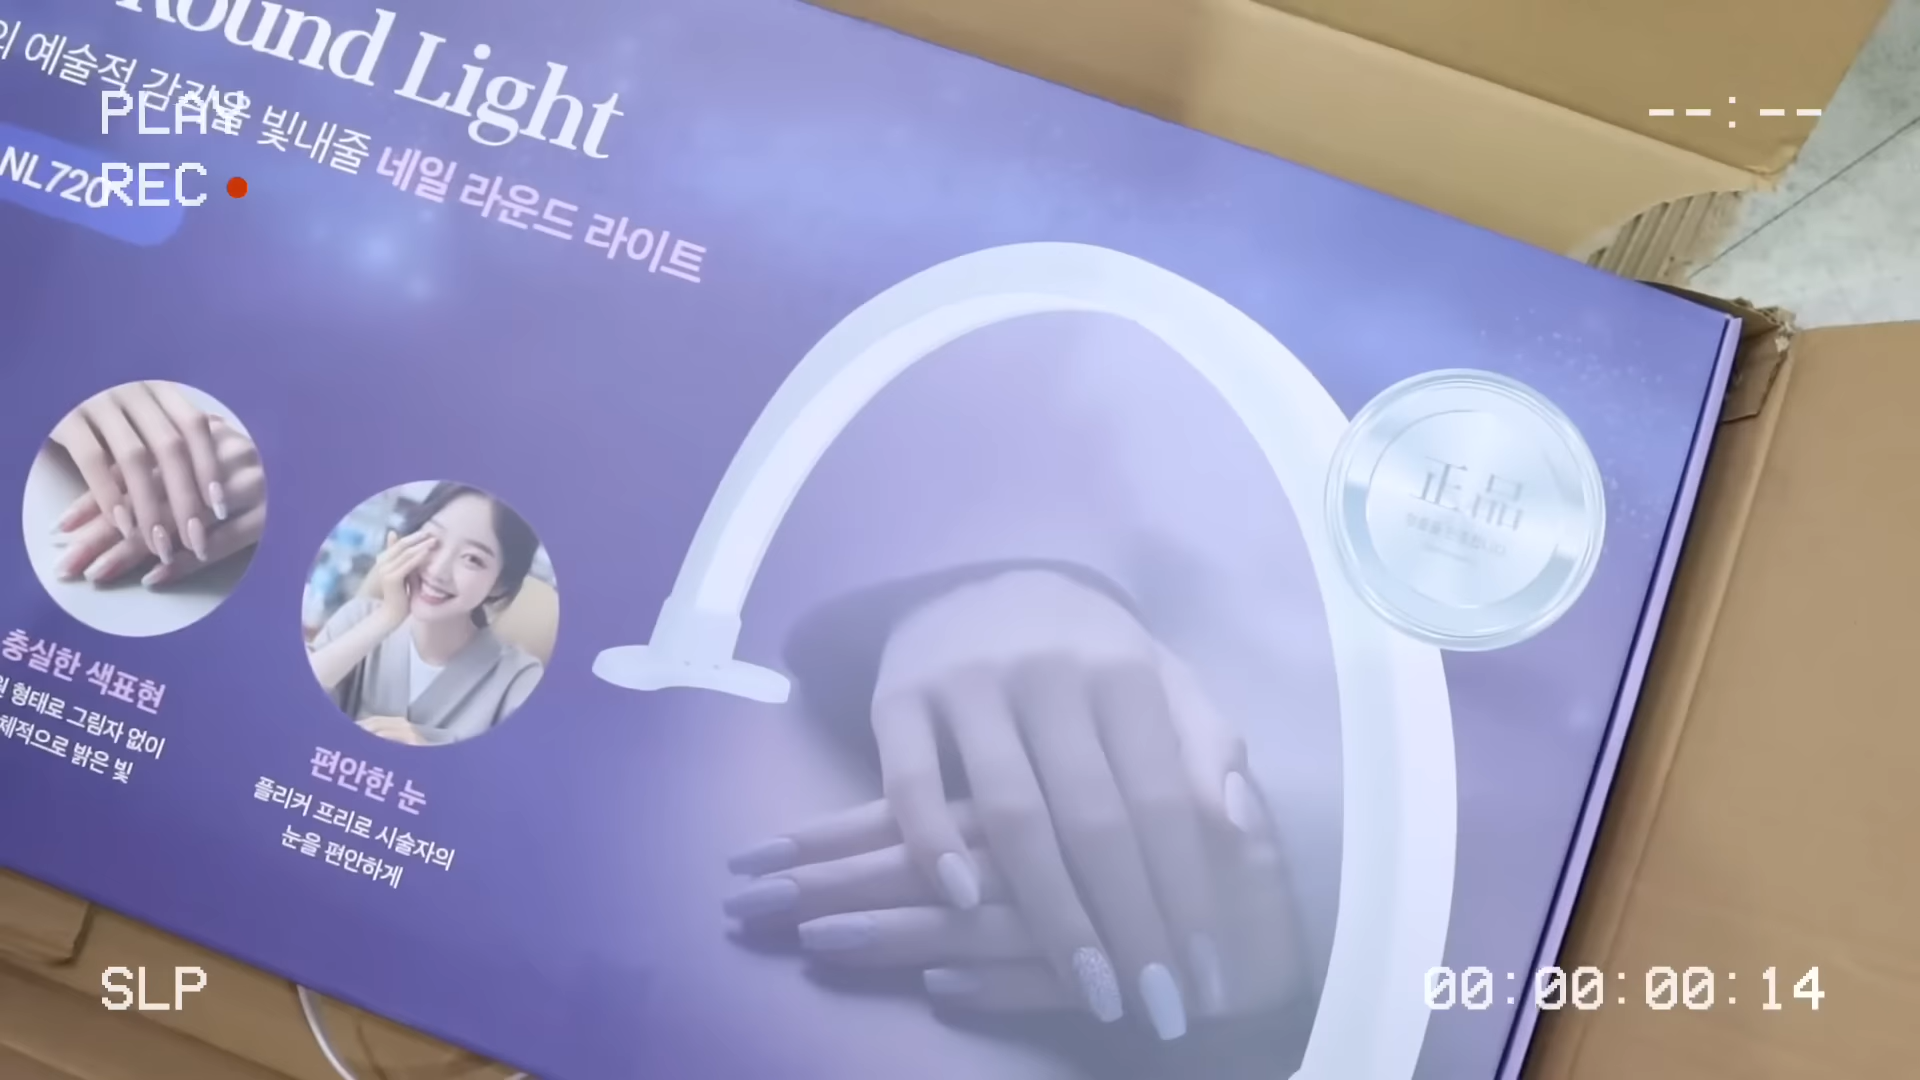 Round Light
의 예술적 감각을 빛내줄 네일 라운드 라이트
NL720
PLAY
REC
--:--
正品
충실한 색표현
원 형태로 그림자 없이
체적으로 밝은 빛
편안한 눈
플리커 프리로 시술자의
눈을 편안하게
SLP
00:00:00:14